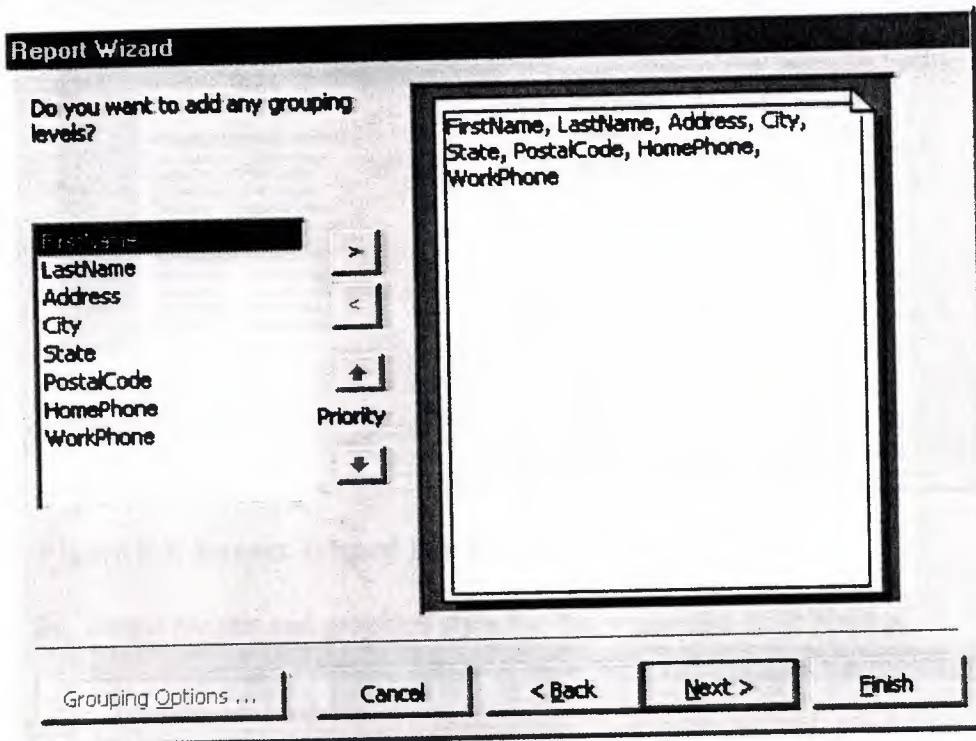 Report Wizard
Do you want to add any grouping
levels?
FirstName
LastName
Address
City
State
PostalCode
HomePhone
WorkPhone
>
<
Priority
FirstName, LastName, Address, City,
State, PostalCode, HomePhone,
WorkPhone
Grouping Options ...
Cancel
< Back
Next >
Finish